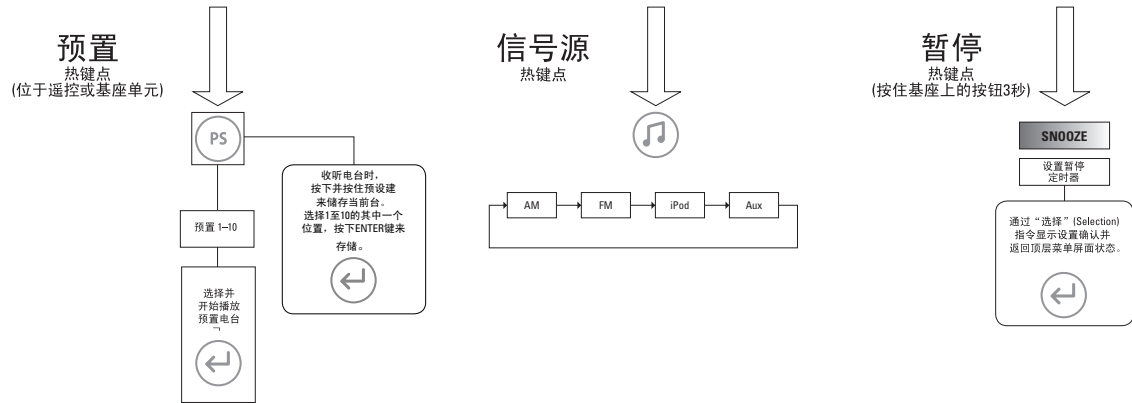 预置
热键点
(位于遥控或基座单元)
PS
收听电台时，
按下并按住预设建
来储存当前台。
选择1至10的其中一个
位置，按下ENTER键来
存储。
预置 1–10
选择并
开始播放
预置电台
¬
信号源
热键点
AM
FM
iPod
Aux
暂停
热键点
(按住基座上的按钮3秒)
SNOOZE
设置暂停
定时器
通过“选择”(Selection)
指令显示设置确认并
返回顶层菜单屏面状态。